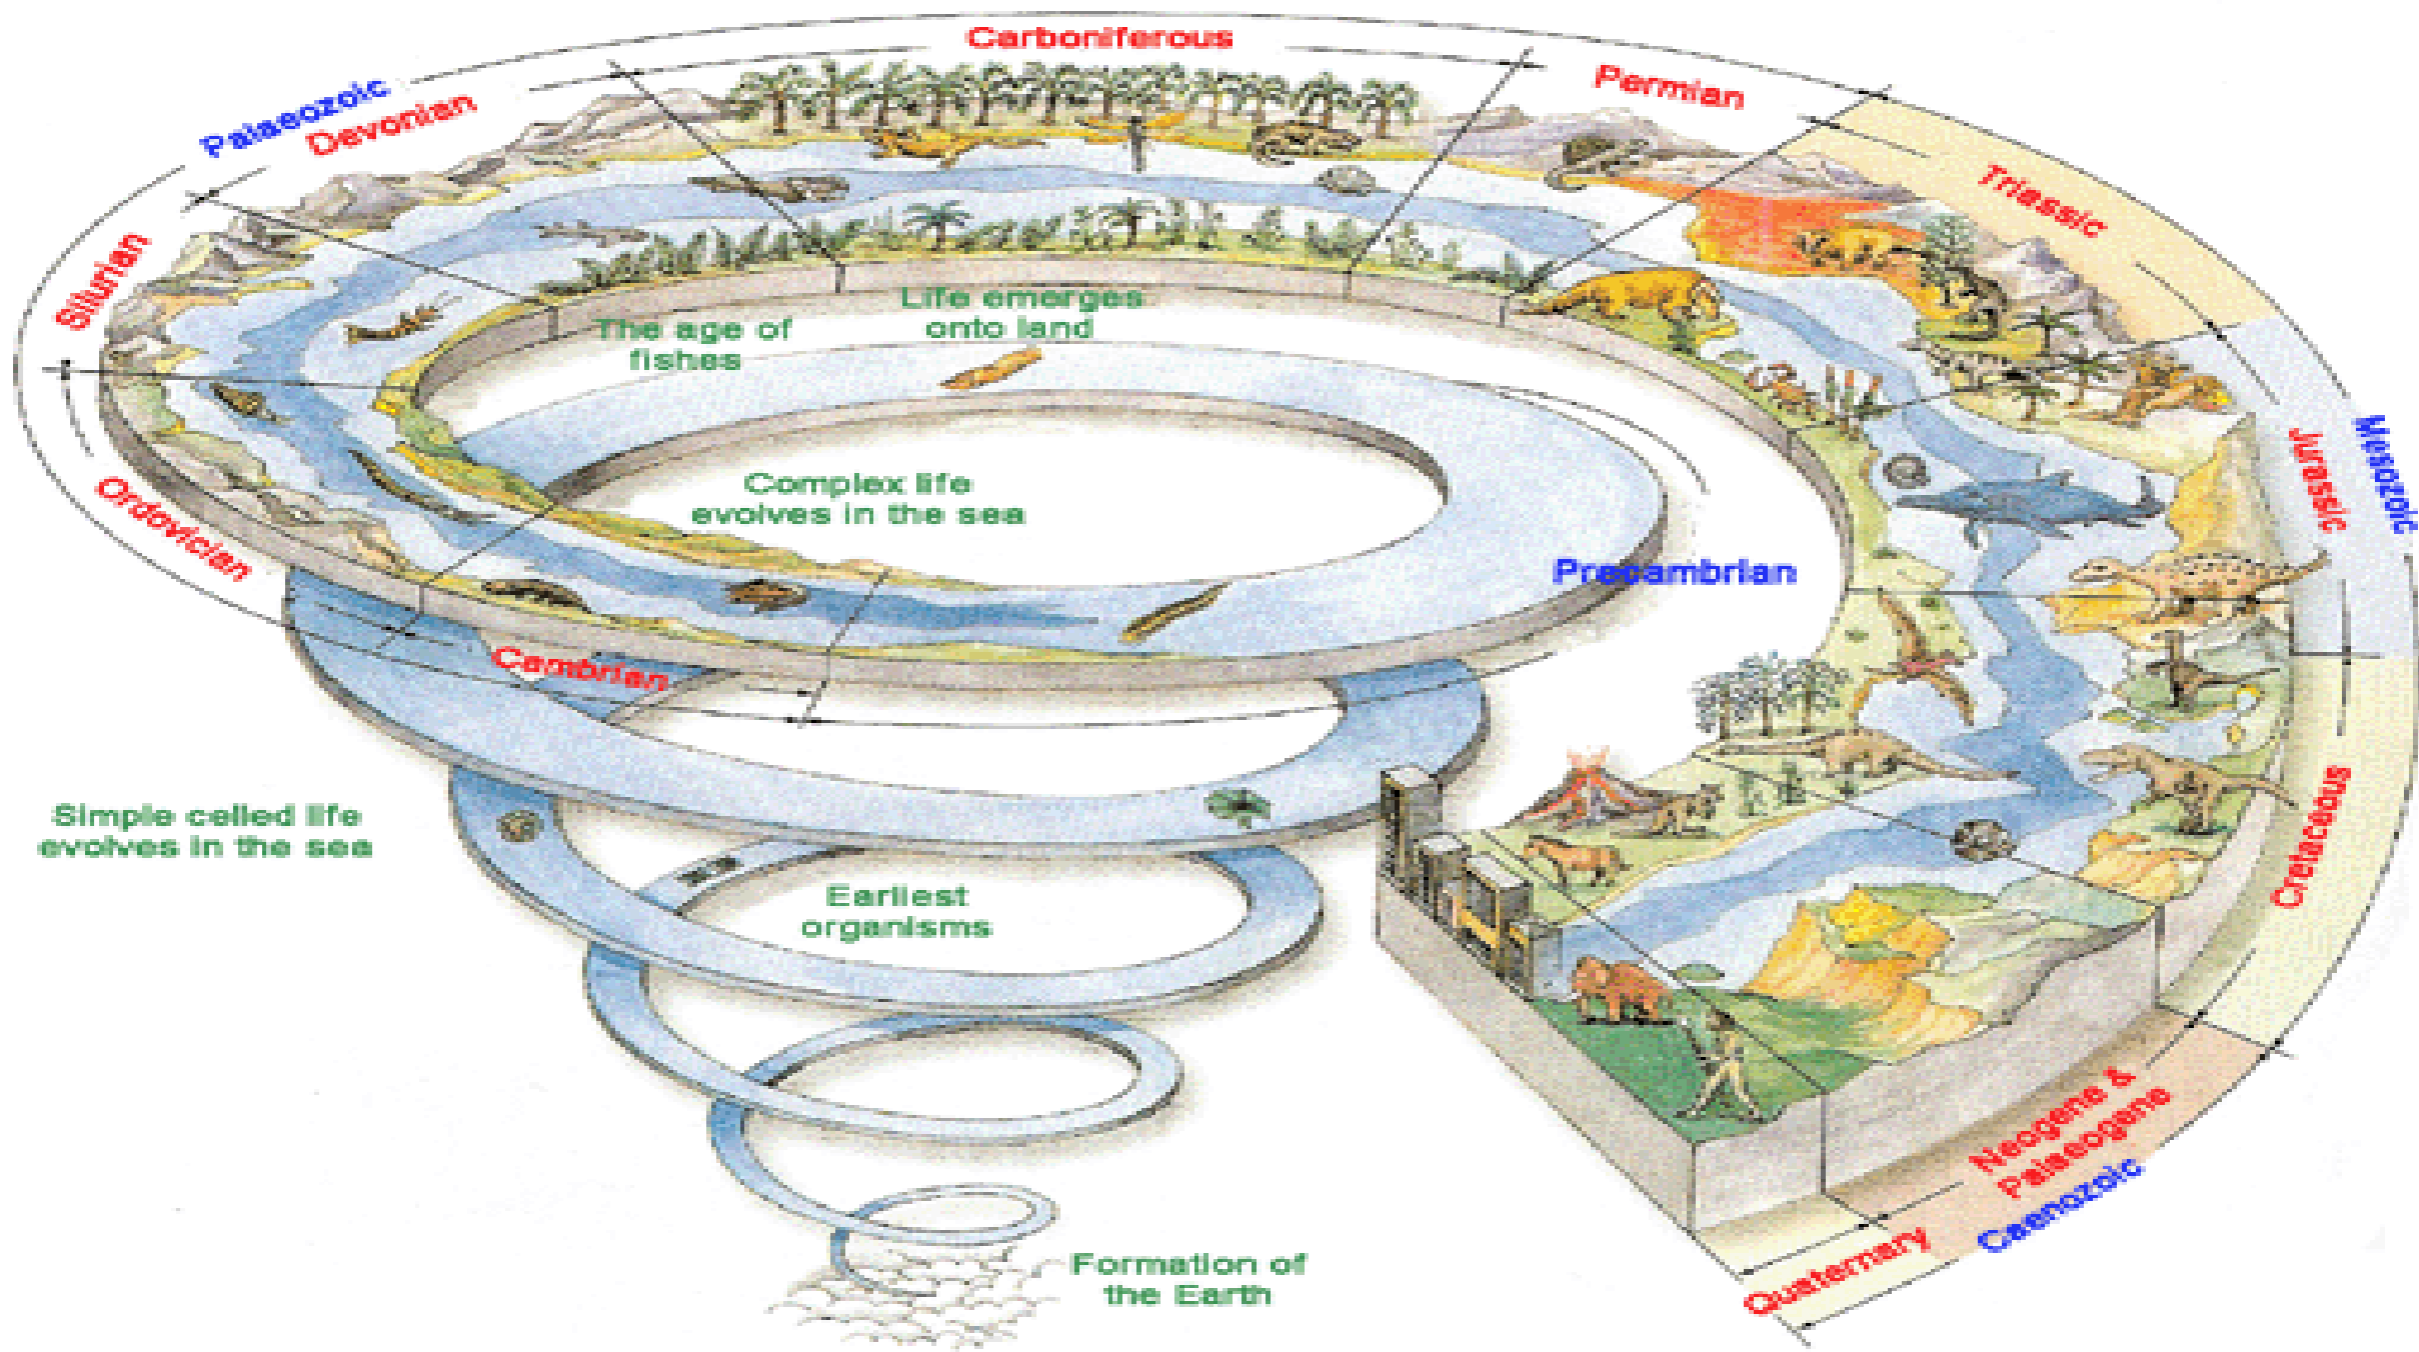 Carboniferous
Permian
Palaeozoic
Devonian
Triassic
Silurian
Life emerges
onto land
The age of
fishes
Mesozoic
Jurassic
Complex life
evolves in the sea
Ordovician
Precambrian
Cambrian
Cretaceous
Simple celled life
evolves in the sea
Earliest
organisms
Neogene &
Palaeogene
Caenozoic
Quaternary
Formation of
the Earth